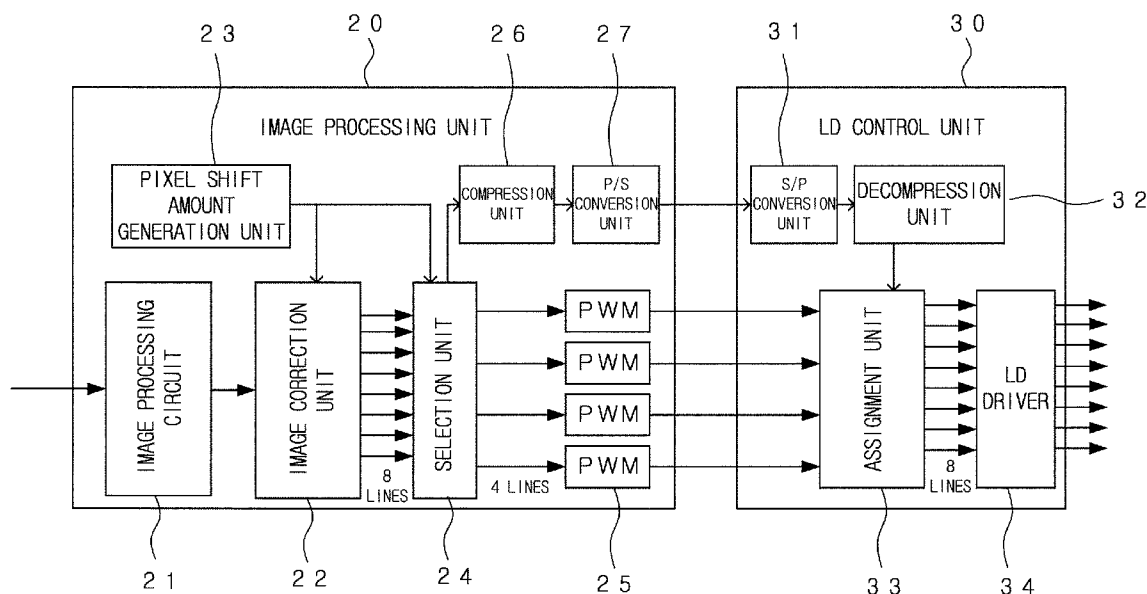 20
23
26
27
31
30
IMAGE PROCESSING UNIT
LD CONTROL UNIT
PIXEL SHIFT
AMOUNT
GENERATION UNIT
COMPRESSION
UNIT
P/S
CONVERSION
UNIT
S/P
CONVERSION
UNIT
DECOMPRESSION
UNIT
32
IMAGE PROCESSING
CIRCUIT
IMAGE CORRECTION
UNIT
SELECTION UNIT
PWM
PWM
PWM
PWM
ASSIGNMENT UNIT
LD
DRIVER
8
LINES
4 LINES
8
LINES
21
22
24
25
33
34